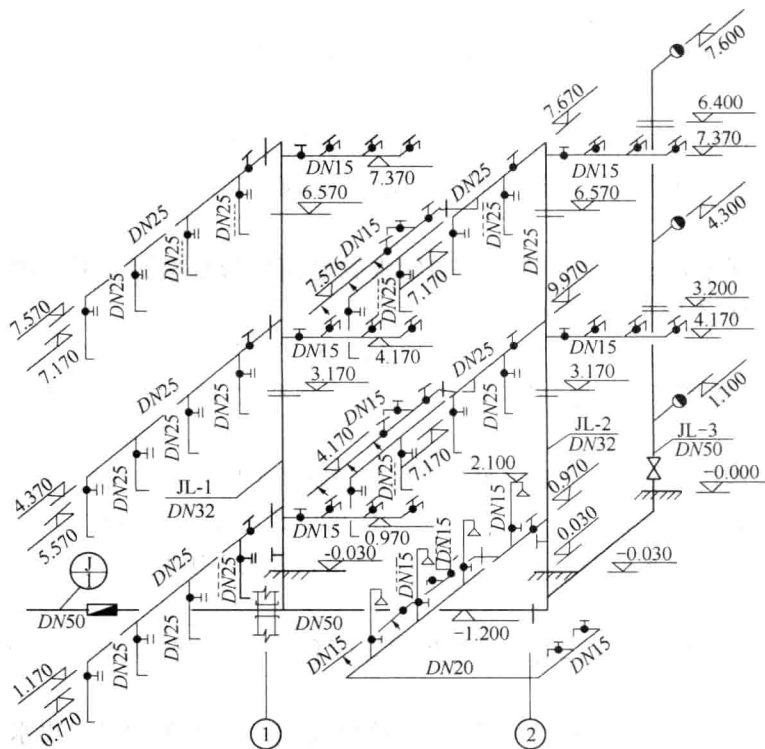 7.600
7.670
6.400
DN25
DN15
7.370
DN15
7.370
6.570
DN25
6.570
DN25
DN25
DN15
DN25
DN25
4.300
7.576
7.170
DN25
DN25
9.970
7.570
7.170
3.200
DN25
DN15
4.170
DN25
DN15
4.170
3.170
DN15
3.170
1.100
DN25
DN25
DN25
4.170
7.170
JL-2
DN32
JL-3
DN50
4.370
5.570
JL-1
DN32
DN25
2.100
0.970
-0.000
DN25
DN15
0.970
DN15
0.030
J
1
DN25
-0.030
DN15
DN15
-0.030
DN50
DN25
DN25
DN50
-1.200
1.170
0.770
DN15
DN20
DN15
1
2